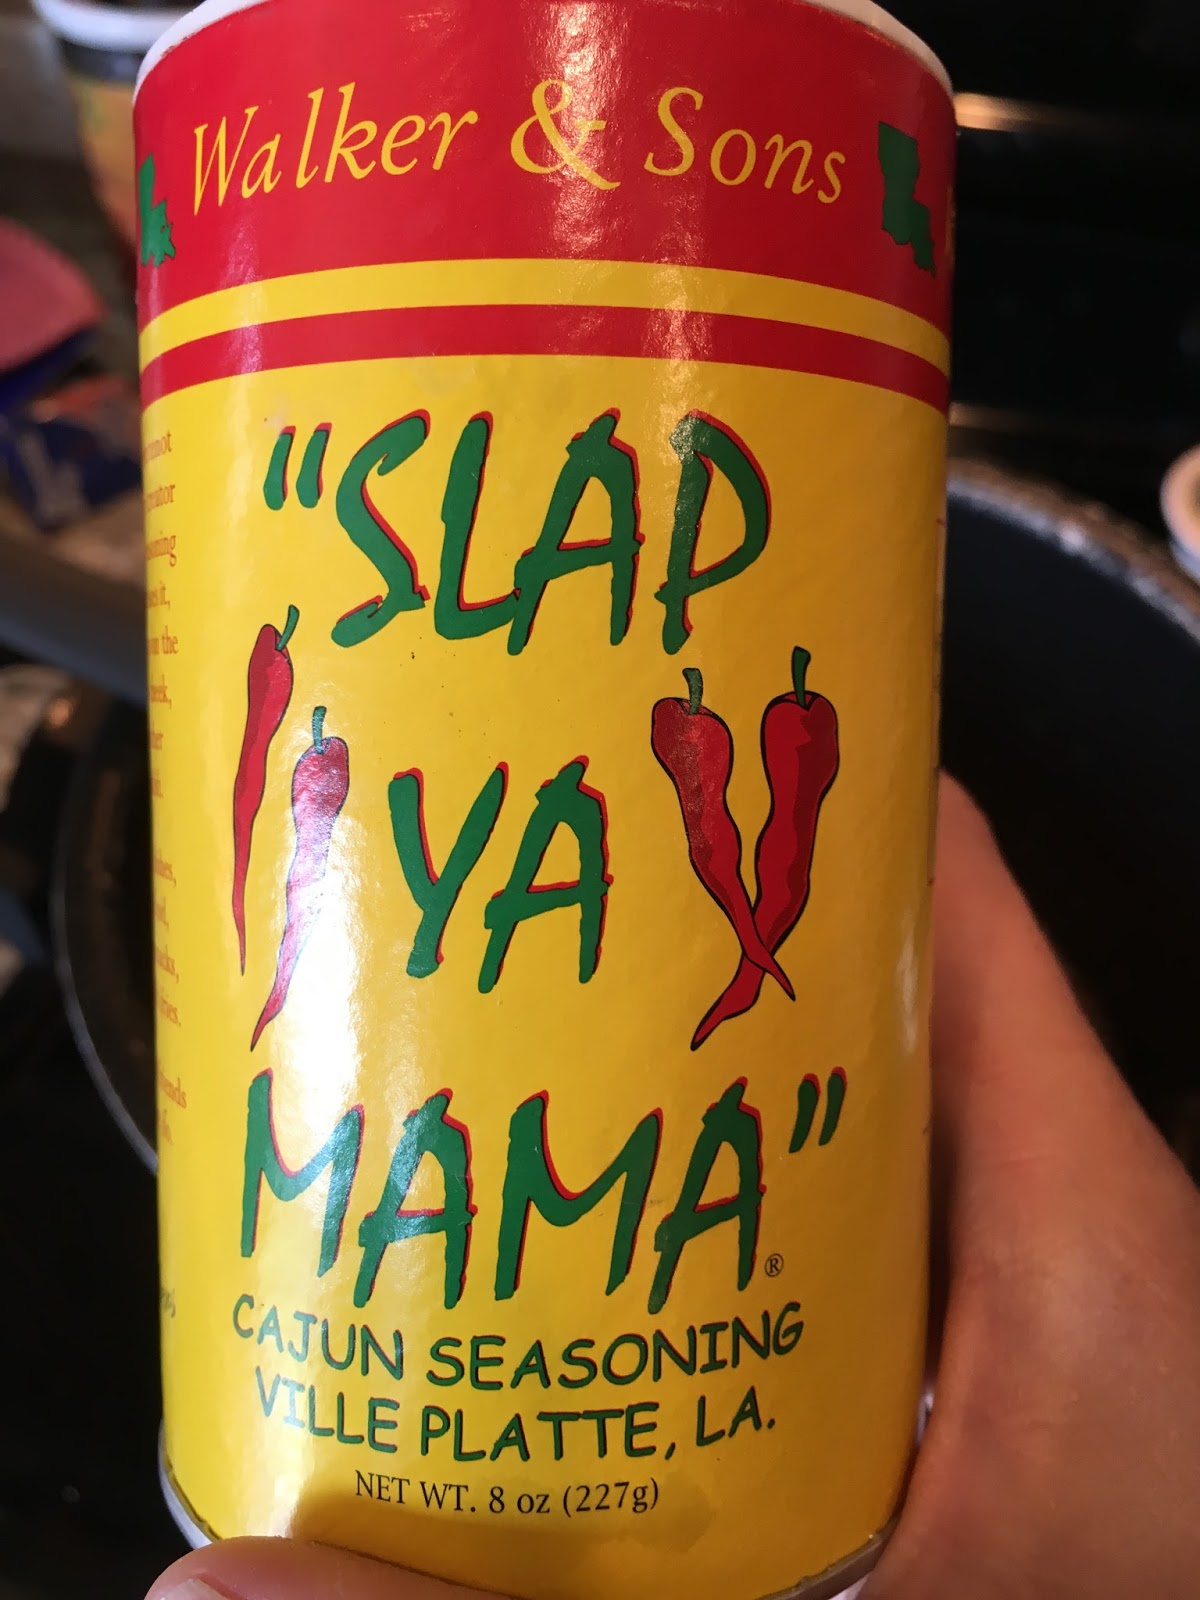 Walker & Sons
"SLAP
YA
MAMA"®
CAJUN SEASONING
VILLE PLATTE, LA.
NET WT. 8 oz (227g)